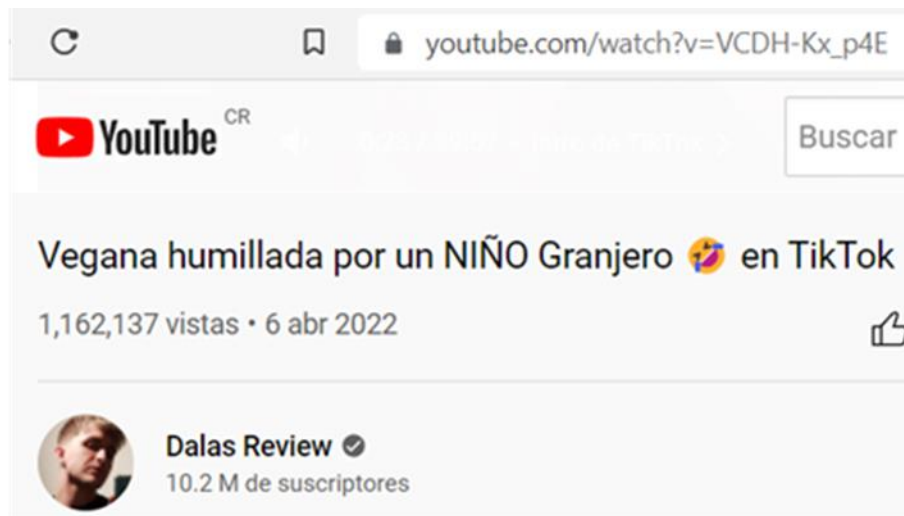 youtube.com/watch?v=VCDH-Kx_p4E
YouTube CR
Buscar
Vegana humillada por un NIÑO Granjero 🤣 en TikTok
1,162,137 vistas • 6 abr 2022
Dalas Review
10.2 M de suscriptores